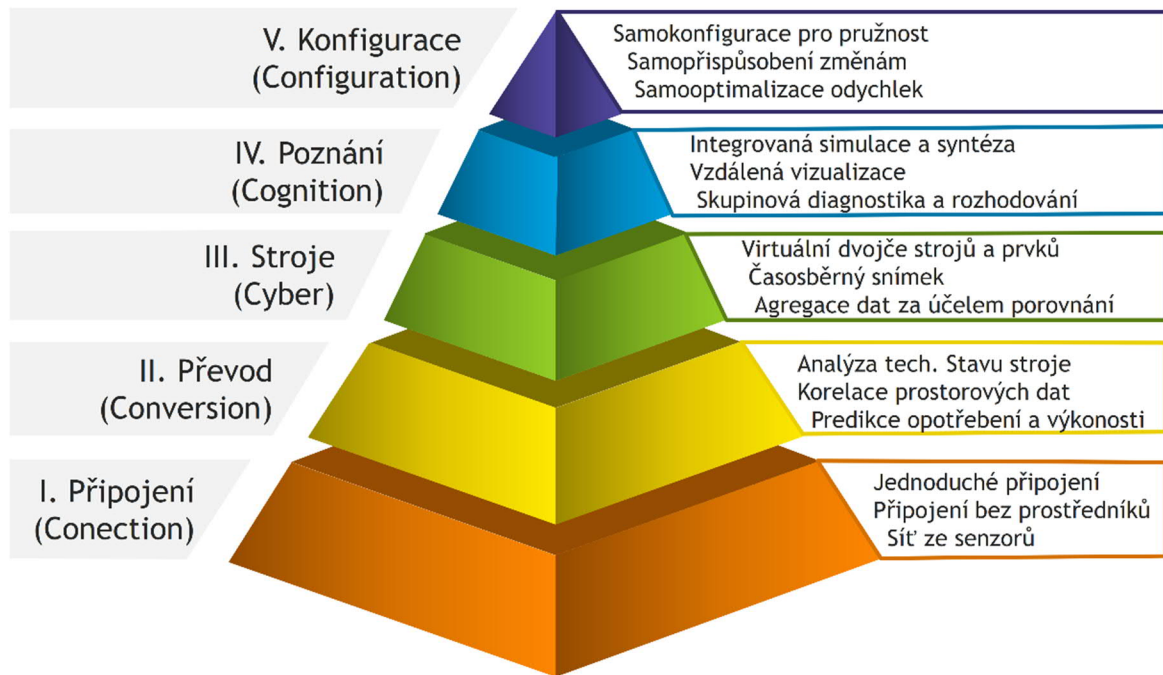 V. Konfigurace
(Configuration)
Samokonfigurace pro pružnost
Samopřispůsobení změnám
Samooptimalizace odychlek
IV. Poznání
(Cognition)
Integrovaná simulace a syntéza
Vzdálená vizualizace
Skupinová diagnostika a rozhodování
III. Stroje
(Cyber)
Virtuální dvojče strojů a prvků
Časosběrný snímek
Agregace dat za účelem porovnání
II. Převod
(Conversion)
Analýza tech. Stavu stroje
Korelace prostorových dat
Predikce opotřebení a výkonosti
I. Připojení
(Conection)
Jednoduché připojení
Připojení bez prostředníků
Síť ze senzorů